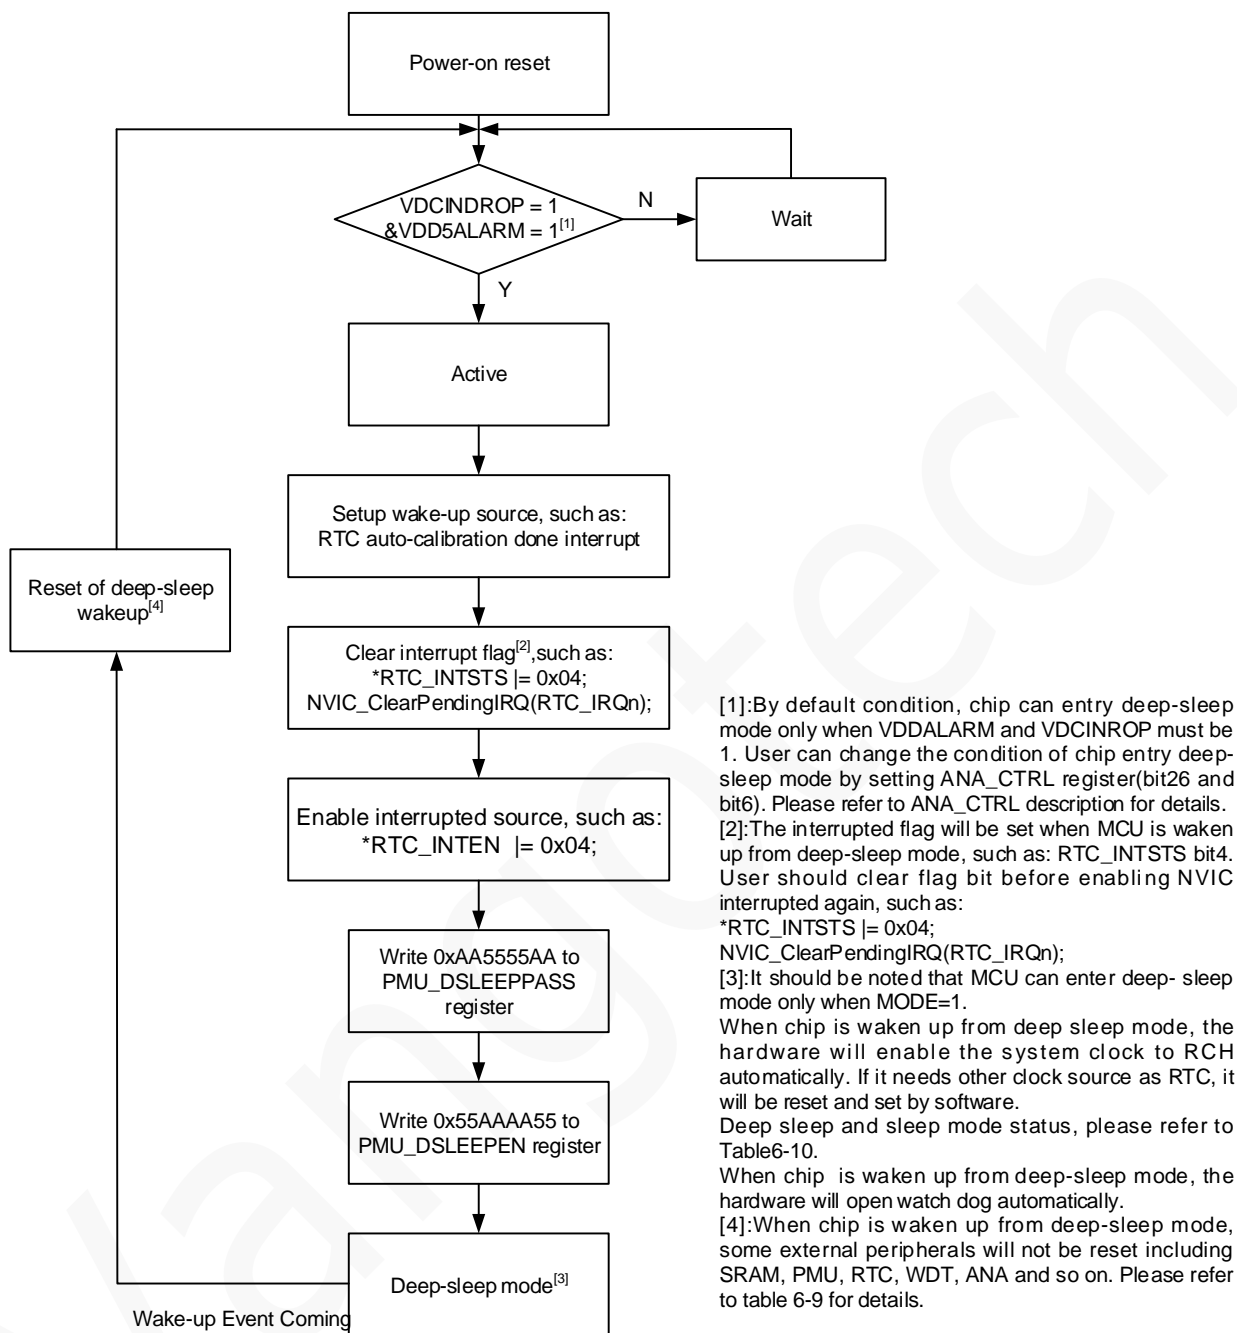 Power-on reset
VDCINDROP = 1
&VDD5ALARM = 1[1]
N
Wait
Y
Active
Setup wake-up source, such as:
RTC auto-calibration done interrupt
Reset of deep-sleep
wakeup[4]
Clear interrupt flag[2],such as:
*RTC_INTSTS |= 0x04;
NVIC_ClearPendingIRQ(RTC_IRQn);
Enable interrupted source, such as:
*RTC_INTEN |= 0x04;
Write 0xAA5555AA to
PMU_DSLEEPPASS
register
Write 0x55AAAA55 to
PMU_DSLEEPEN register
Deep-sleep mode[3]
Wake-up Event Coming
[1]:By default condition, chip can entry deep-sleep
mode only when VDDALARM and VDCINROP must be
1. User can change the condition of chip entry deep-
sleep mode by setting ANA_CTRL register(bit26 and
bit6). Please refer to ANA_CTRL description for details.
[2]:The interrupted flag will be set when MCU is waken
up from deep-sleep mode, such as: RTC_INTSTS bit4.
User should clear flag bit before enabling NVIC
interrupted again, such as:
*RTC_INTSTS |= 0x04;
NVIC_ClearPendingIRQ(RTC_IRQn);
[3]:It should be noted that MCU can enter deep- sleep
mode only when MODE=1.
When chip is waken up from deep sleep mode, the
hardware will enable the system clock to RCH
automatically. If it needs other clock source as RTC, it
will be reset and set by software.
Deep sleep and sleep mode status, please refer to
Table6-10.
When chip is waken up from deep-sleep mode, the
hardware will open watch dog automatically.
[4]:When chip is waken up from deep-sleep mode,
some external peripherals will not be reset including
SRAM, PMU, RTC, WDT, ANA and so on. Please refer
to table 6-9 for details.
Vangotech